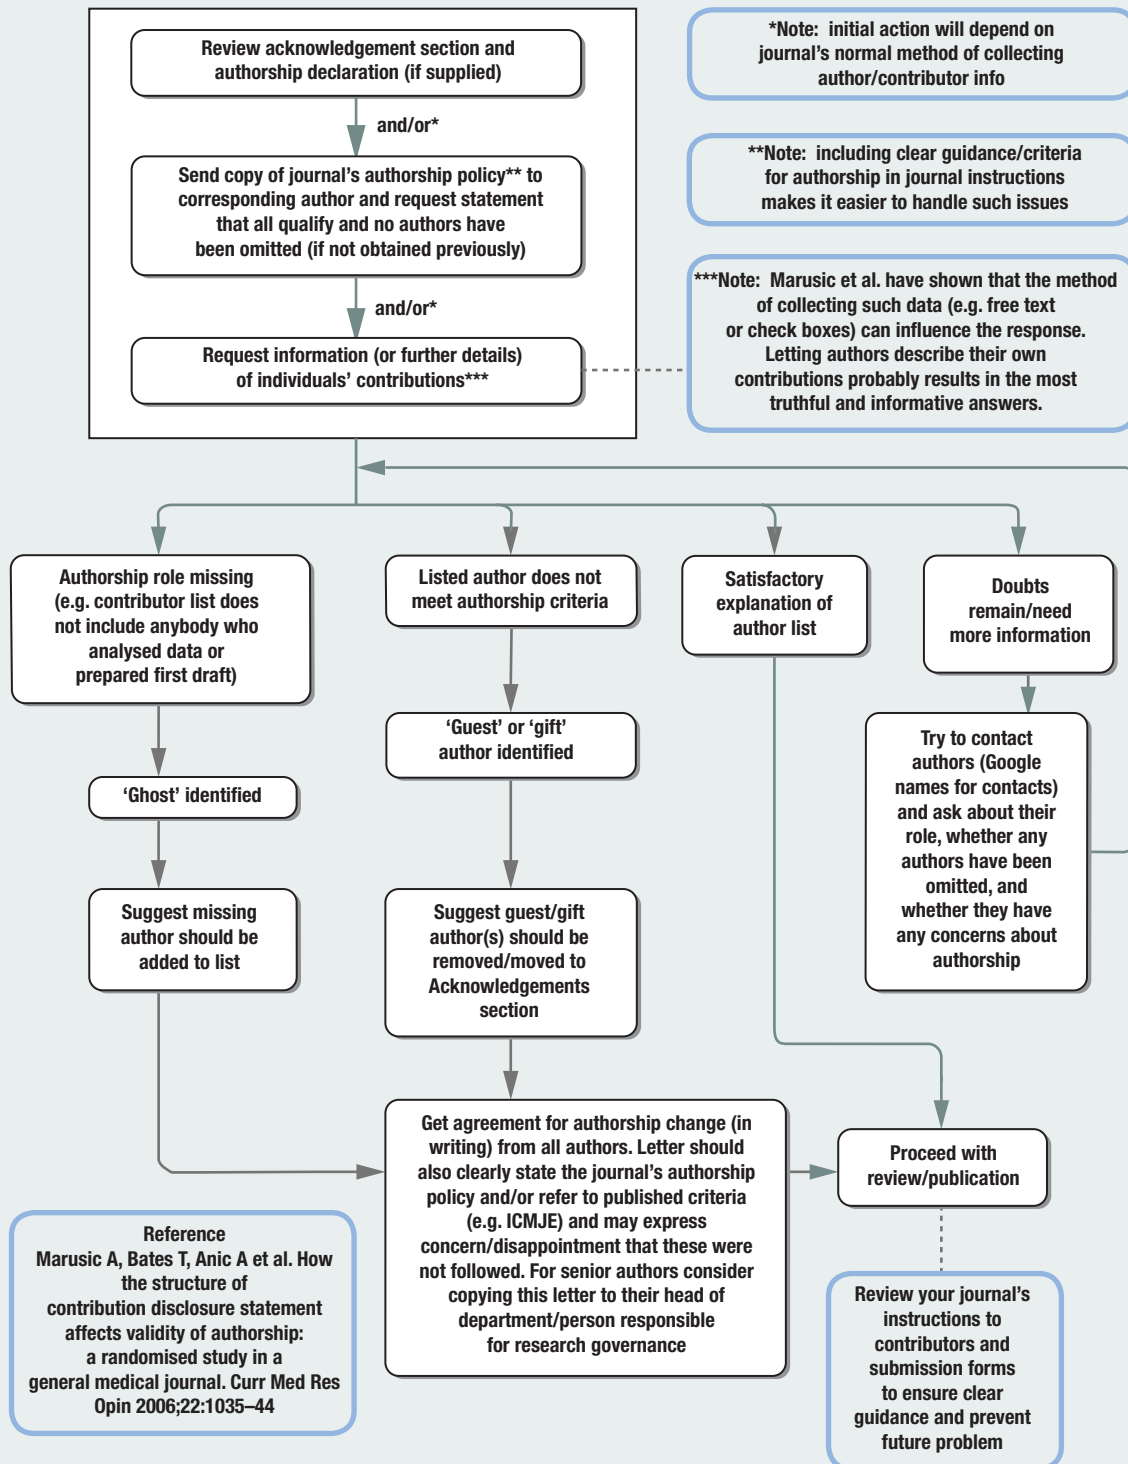 Review acknowledgement section and
authorship declaration (if supplied)
and/or*
Send copy of journal's authorship policy** to
corresponding author and request statement
that all qualify and no authors have
been omitted (if not obtained previously)
and/or*
Request information (or further details)
of individuals' contributions***
*Note: initial action will depend on
journal's normal method of collecting
author/contributor info
**Note: including clear guidance/criteria
for authorship in journal instructions
makes it easier to handle such issues
***Note: Marusic et al. have shown that the method
of collecting such data (e.g. free text
or check boxes) can influence the response.
Letting authors describe their own
contributions probably results in the most
truthful and informative answers.
Authorship role missing
(e.g. contributor list does
not include anybody who
analysed data or
prepared first draft)
'Ghost' identified
Suggest missing
author should be
added to list
Listed author does not
meet authorship criteria
'Guest' or 'gift'
author identified
Suggest guest/gift
author(s) should be
removed/moved to
Acknowledgements
section
Satisfactory
explanation of
author list
Doubts
remain/need
more information
Try to contact
authors (Google
names for contacts)
and ask about their
role, whether any
authors have been
omitted, and
whether they have
any concerns about
authorship
Get agreement for authorship change (in
writing) from all authors. Letter should
also clearly state the journal's authorship
policy and/or refer to published criteria
(e.g. ICMJE) and may express
concern/disappointment that these were
not followed. For senior authors consider
copying this letter to their head of
department/person responsible
for research governance
Proceed with
review/publication
Reference
Marusic A, Bates T, Anic A et al. How
the structure of
contribution disclosure statement
affects validity of authorship:
a randomised study in a
general medical journal. Curr Med Res
Opin 2006;22:1035–44
Review your journal's
instructions to
contributors and
submission forms
to ensure clear
guidance and prevent
future problem